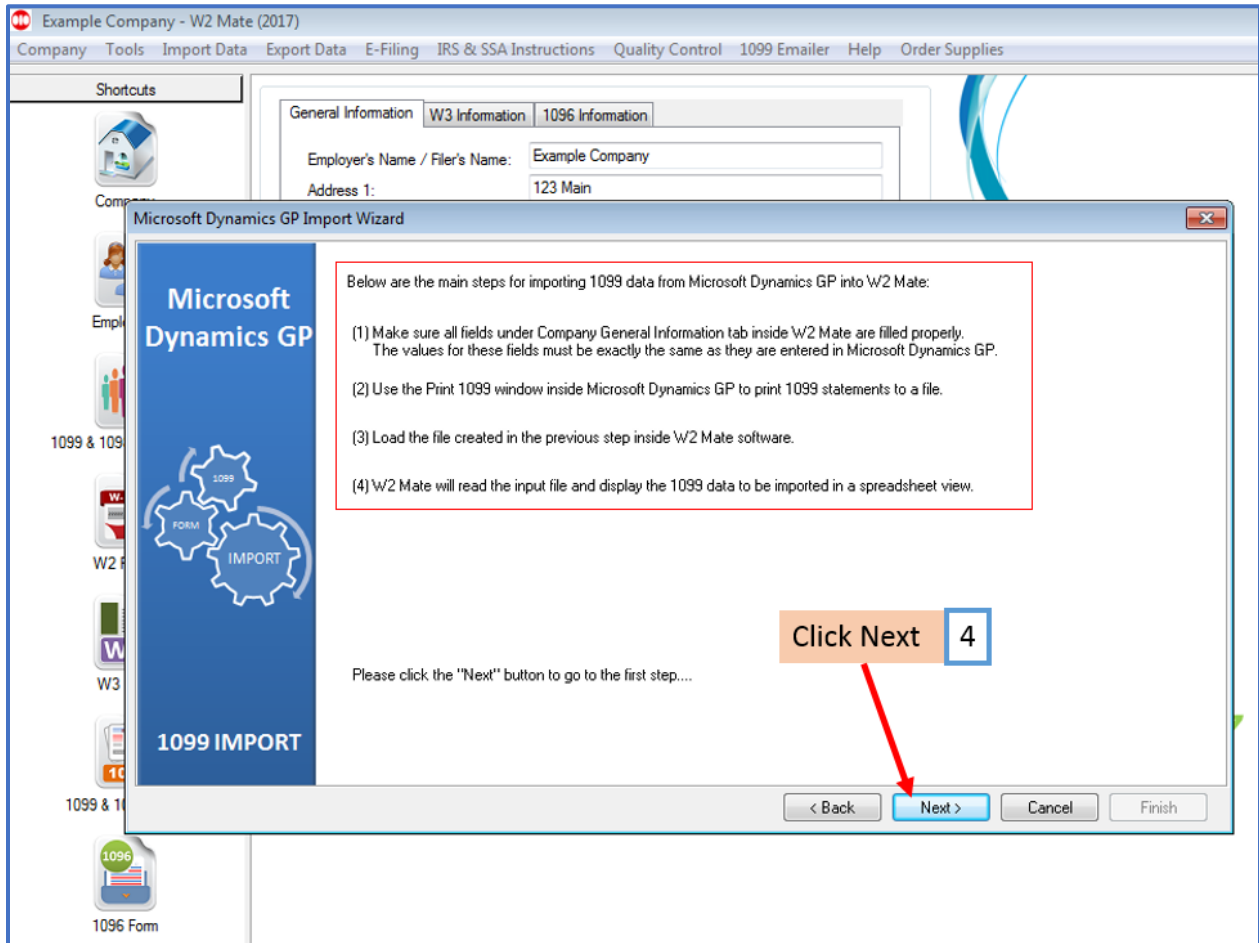 Example Company - W2 Mate (2017)
Company Tools Import Data Export Data E-Filing IRS & SSA Instructions Quality Control 1099 Emailer Help Order Supplies
Shortcuts
General Information W3 Information 1096 Information
Employer's Name / Filer's Name: Example Company
Address 1: 123 Main
Microsoft Dynamics GP Import Wizard
Microsoft
Dynamics GP
1099
FORM
IMPORT
1099 IMPORT
Below are the main steps for importing 1099 data from Microsoft Dynamics GP into W2 Mate:
(1) Make sure all fields under Company General Information tab inside W2 Mate are filled properly.
The values for these fields must be exactly the same as they are entered in Microsoft Dynamics GP.
(2) Use the Print 1099 window inside Microsoft Dynamics GP to print 1099 statements to a file.
(3) Load the file created in the previous step inside W2 Mate software.
(4) W2 Mate will read the input file and display the 1099 data to be imported in a spreadsheet view.
Click Next 4
Please click the "Next" button to go to the first step....
< Back Next > Cancel Finish
1099 & 109
W2 F
W3
1099 & 10
1096
1096 Form